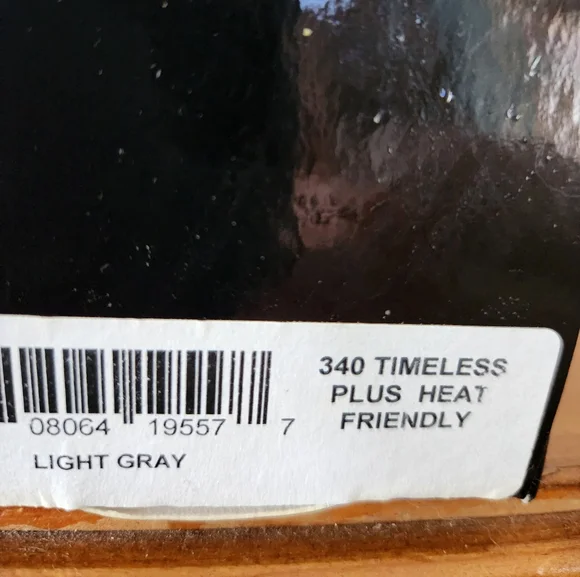 08064 19557 7
LIGHT GRAY
340 TIMELESS
PLUS HEAT
FRIENDLY